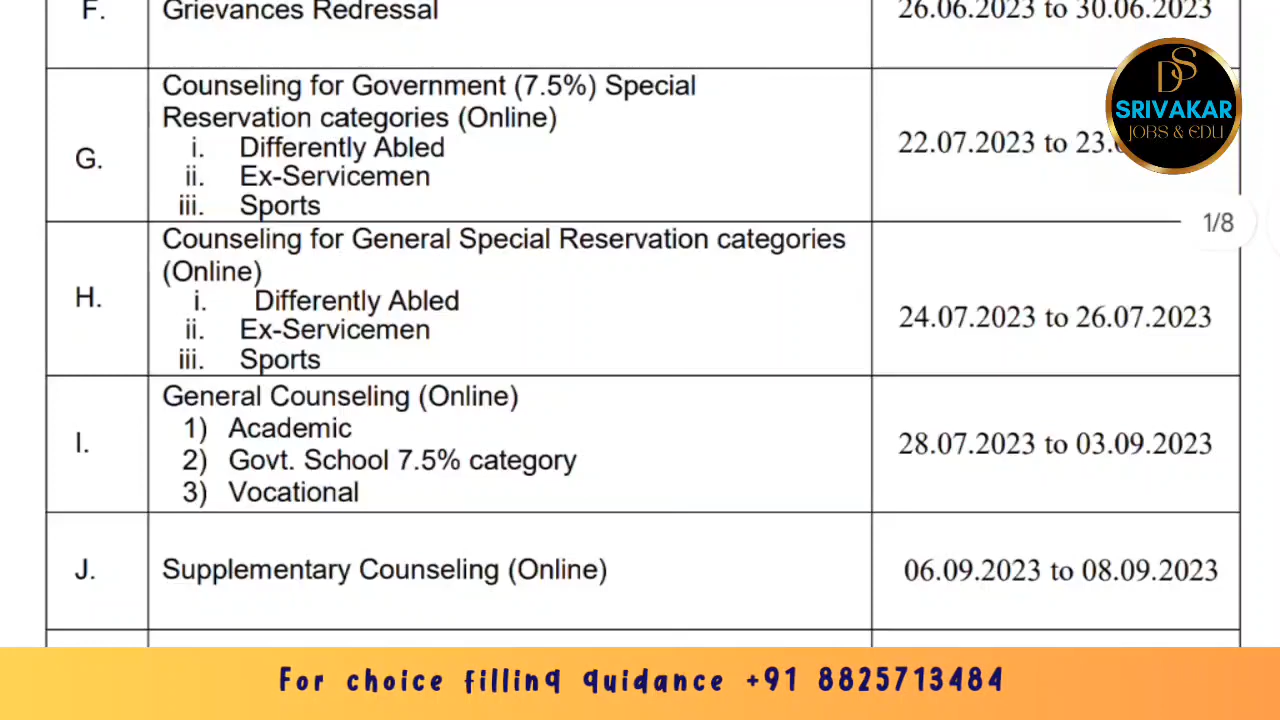 F.
Grievances Redressal
26.06.2023 to 30.06.2023
G.
Counseling for Government (7.5%) Special
Reservation categories (Online)
i. Differently Abled
ii. Ex-Servicemen
iii. Sports
22.07.2023 to
DS
SRIVAKAR
JOBS & EDU
1/8
H.
Counseling for General Special Reservation categories
(Online)
i. Differently Abled
ii. Ex-Servicemen
iii. Sports
24.07.2023 to 26.07.2023
I.
General Counseling (Online)
1) Academic
2) Govt. School 7.5% category
3) Vocational
28.07.2023 to 03.09.2023
J.
Supplementary Counseling (Online)
06.09.2023 to 08.09.2023
For choice filling guidance +91 8825713484